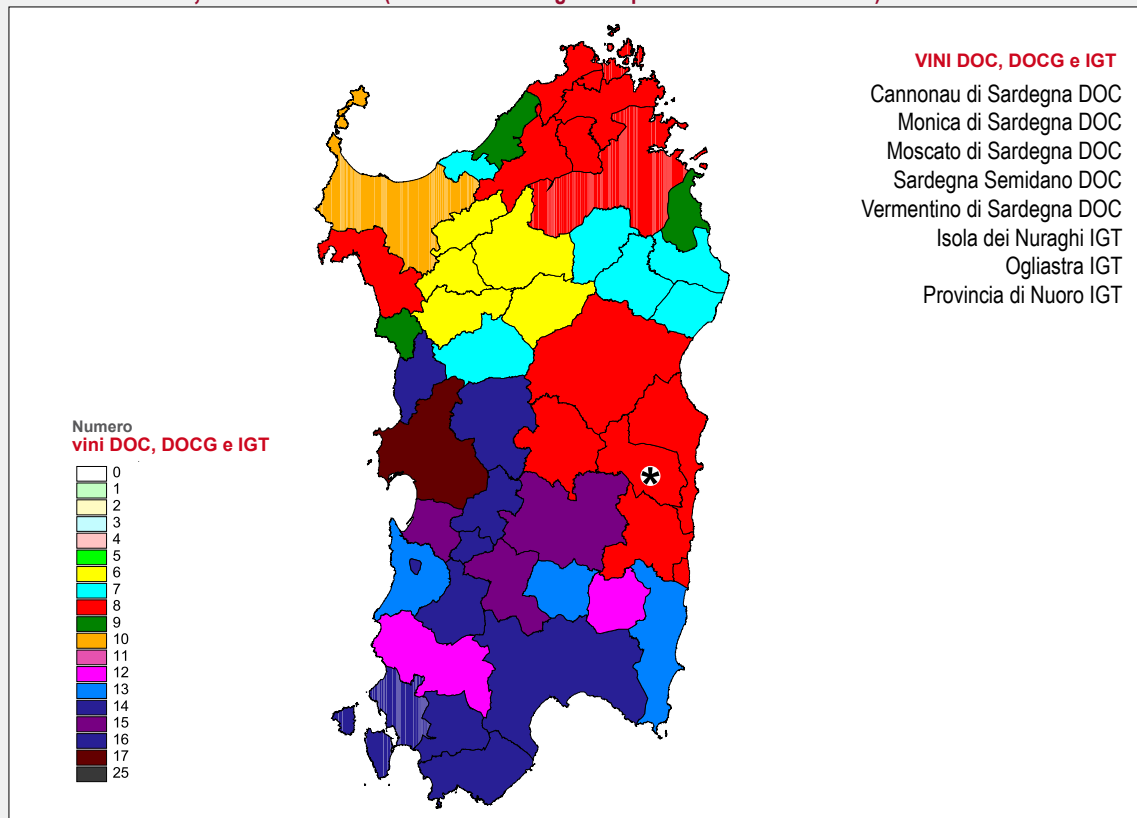 VINI DOC, DOCG e IGT
Cannonau di Sardegna DOC
Monica di Sardegna DOC
Moscato di Sardegna DOC
Sardegna Semidano DOC
Vermentino di Sardegna DOC
Isola dei Nuraghi IGT
Ogliastra IGT
Provincia di Nuoro IGT
*
Numero
vini DOC, DOCG e IGT
0
1
2
3
4
5
6
7
8
9
10
11
12
13
14
15
16
17
25